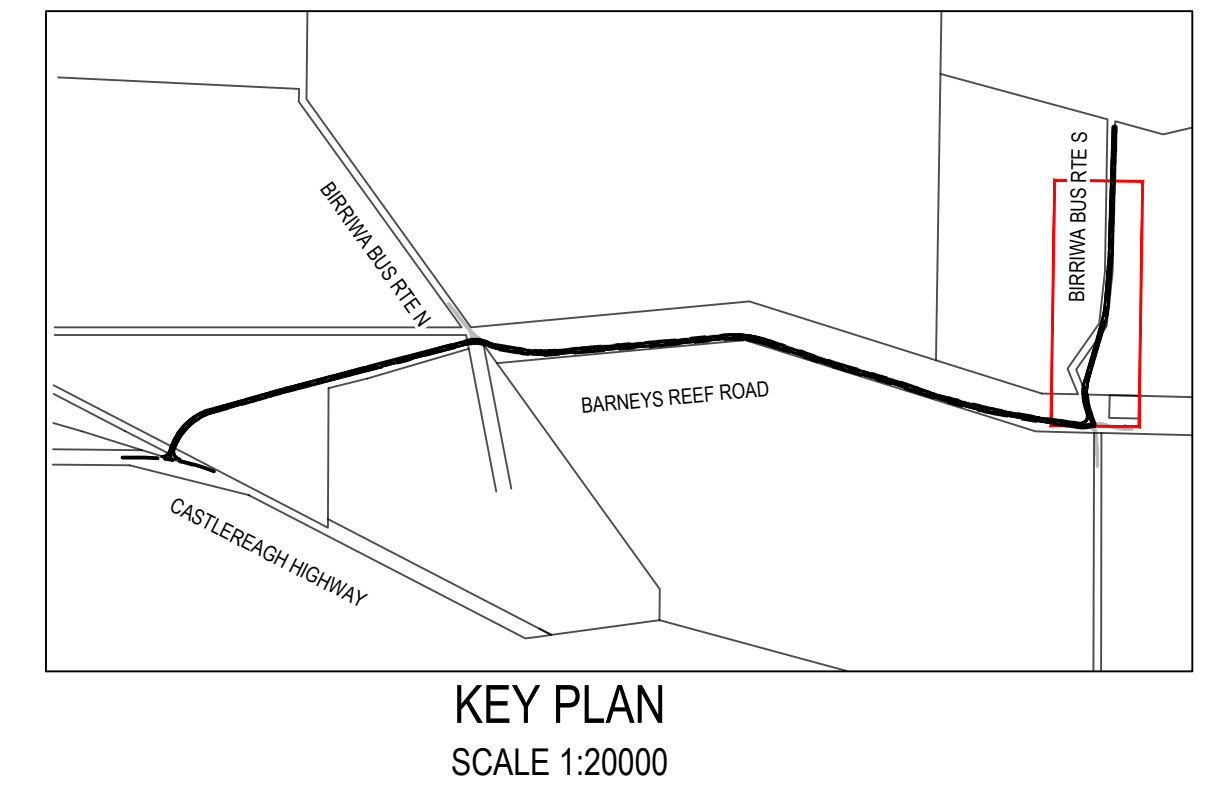 BIRRIWA BUS RTE N
BIRRIWA BUS RTE S
BARNEYS REEF ROAD
CASTLEREAGH HIGHWAY
KEY PLAN
SCALE 1:20000